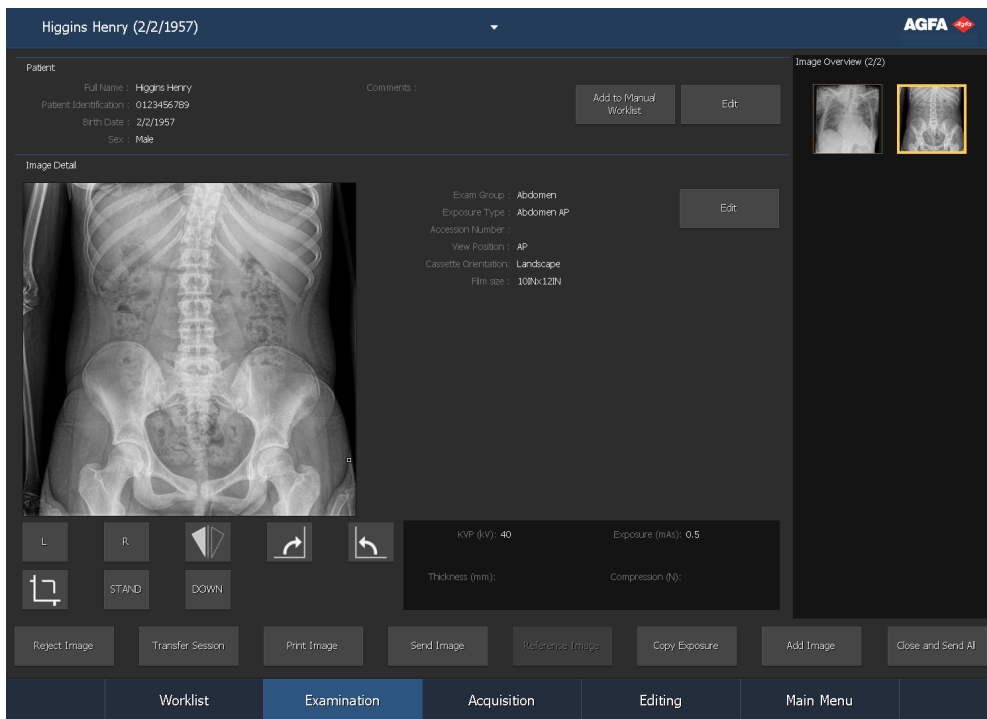 Higgins Henry (2/2/1957)
AGFA
Patient
Full Name : Higgins Henry
Patient Identification : 0123456789
Birth Date : 2/2/1957
Sex : Male
Comments :
Add to Manual
Worklist
Edit
Image Overview (2/2)
Image Detail
Exam Group : Abdomen
Exposure Type : Abdomen AP
Accession Number :
View Position : AP
Cassette Orientation: Landscape
Film size : 10INx12IN
Edit
L
R
STAND
DOWN
KVP (kV): 40
Exposure (mAs): 0.5
Thickness (mm):
Compression (N):
Reject Image
Transfer Session
Print Image
Send Image
Reference Image
Copy Exposure
Add Image
Close and Send All
Worklist
Examination
Acquisition
Editing
Main Menu